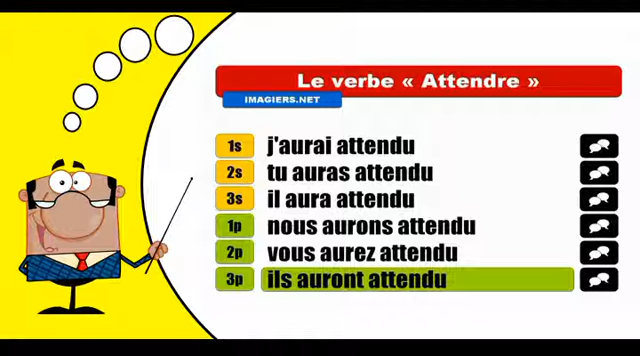 Le verbe « Attendre »
IMAGIERS.NET
1s j'aurai attendu
2s tu auras attendu
3s il aura attendu
1p nous aurons attendu
2p vous aurez attendu
3p ils auront attendu